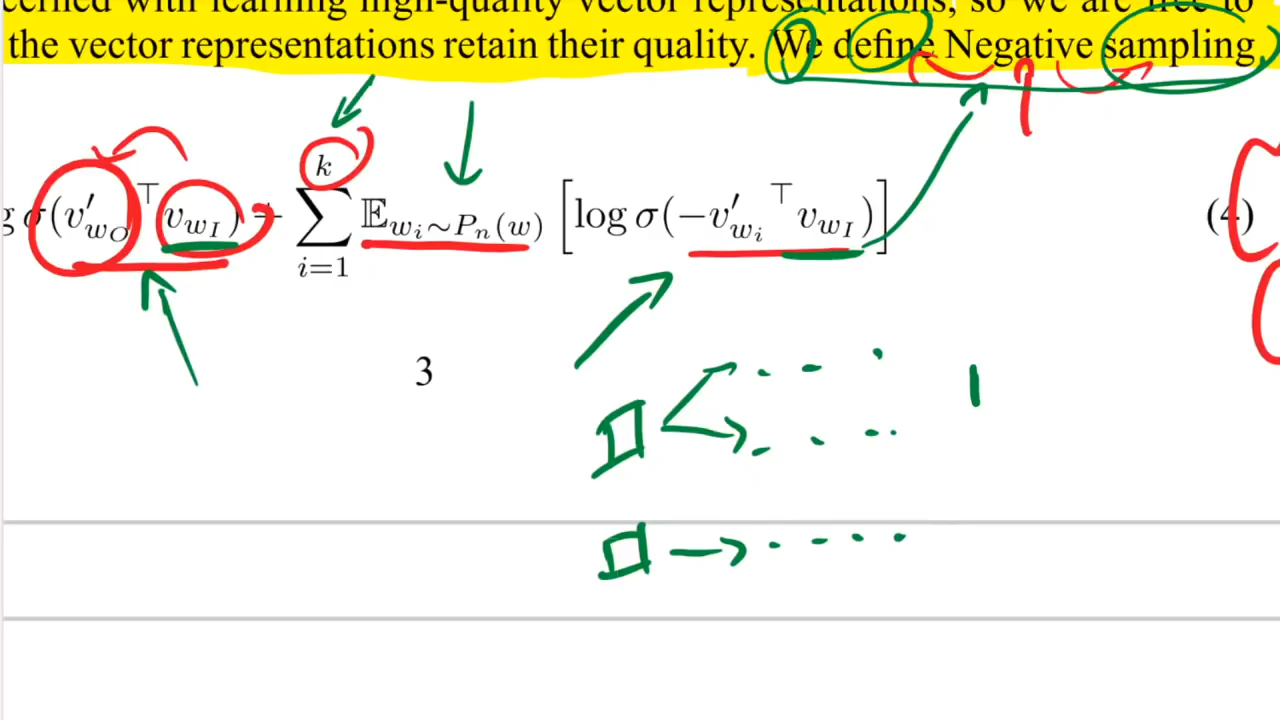 the vector representations retain their quality. We define Negative sampling
g σ(v′_{w_O}^⊤ v_{w_I}) + ∑_{i=1}^{k} 𝔼_{w_i∼P_n(w)} [log σ(−v′_{w_i}^⊤ v_{w_I})] (4)
3